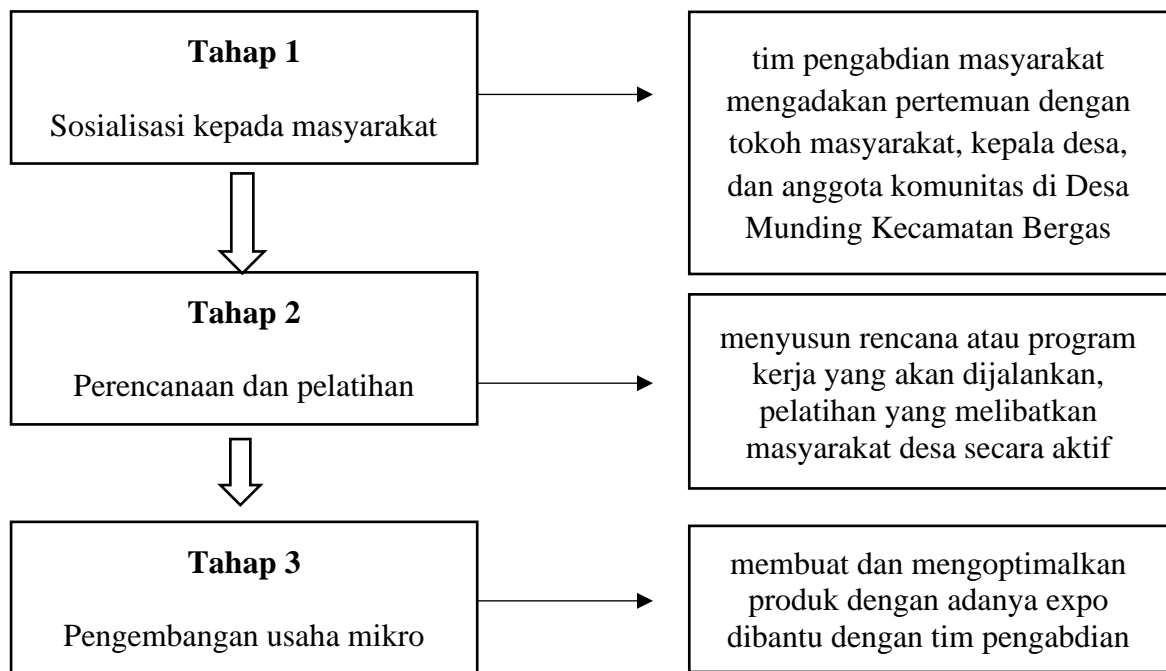 Tahap 1
Sosialisasi kepada masyarakat
tim pengabdian masyarakat
mengadakan pertemuan dengan
tokoh masyarakat, kepala desa,
dan anggota komunitas di Desa
Munding Kecamatan Bergas
Tahap 2
Perencanaan dan pelatihan
menyusun rencana atau program
kerja yang akan dijalankan,
pelatihan yang melibatkan
masyarakat desa secara aktif
Tahap 3
Pengembangan usaha mikro
membuat dan mengoptimalkan
produk dengan adanya expo
dibantu dengan tim pengabdian